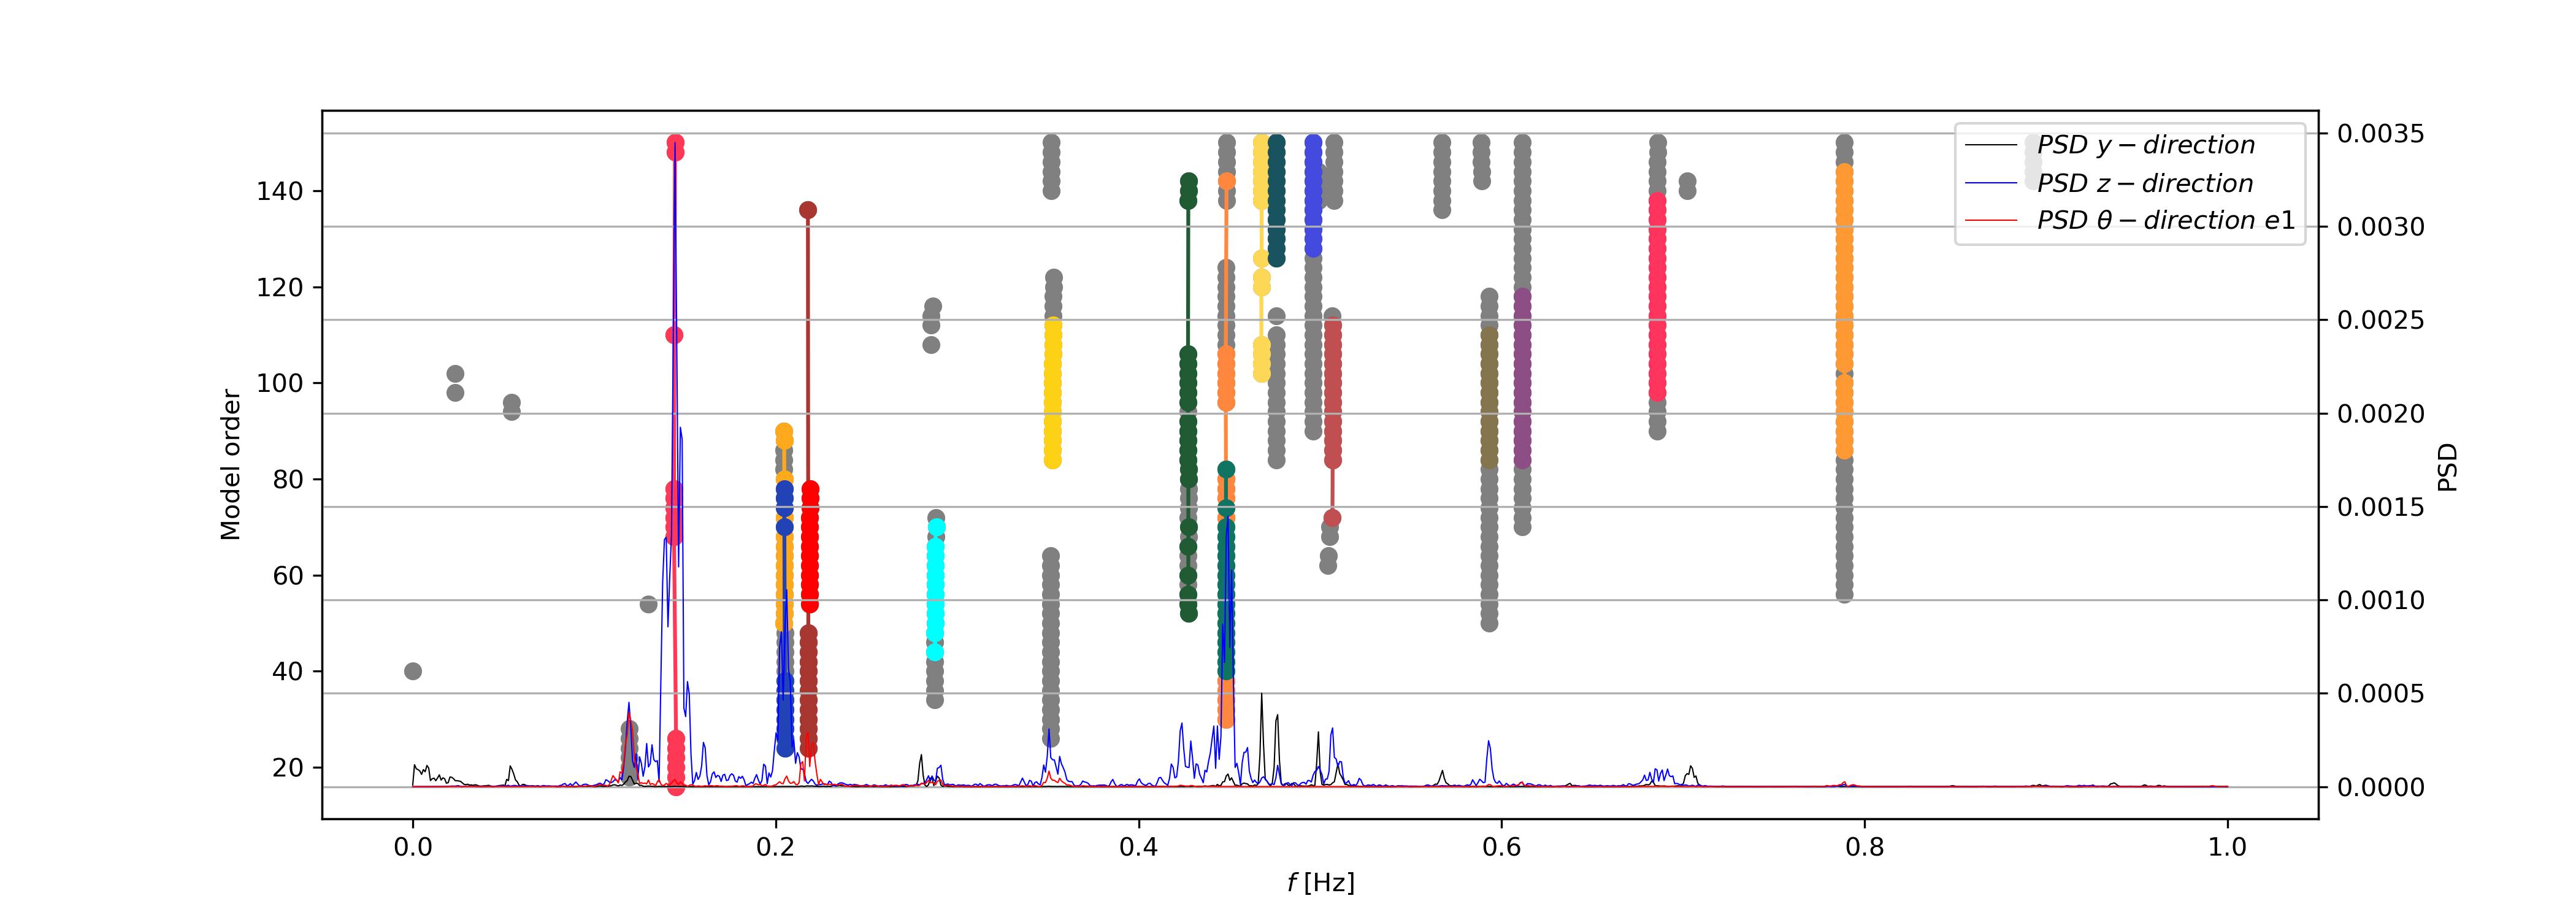 PSD y − direction
PSD z − direction
PSD θ − direction e1
Model order
140
120
100
80
60
40
20
0.0035
0.0030
0.0025
0.0020
0.0015
0.0010
0.0005
0.0000
PSD
0.0 0.2 0.4 0.6 0.8 1.0
f [Hz]